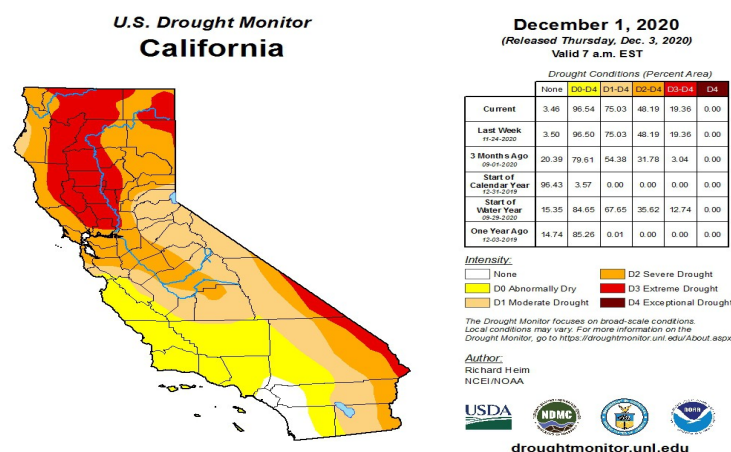 U.S. Drought Monitor
California
December 1, 2020
(Released Thursday, Dec. 3, 2020)
Valid 7 a.m. EST
Drought Conditions (Percent Area)
None D0-D4 D1-D4 D2-D4 D3-D4 D4
Current 3.46 96.54 75.03 48.19 19.36 0.00
Last Week 3.50 96.50 75.03 48.19 19.36 0.00
11-24-2020
3 Months Ago 20.39 79.61 54.38 31.78 3.04 0.00
09-01-2020
Start of
Calendar Year 96.43 3.57 0.00 0.00 0.00 0.00
12-31-2019
Start of
Water Year 15.35 84.65 67.65 35.62 12.74 0.00
09-29-2020
One Year Ago 14.74 85.26 0.01 0.00 0.00 0.00
12-03-2019
Intensity:
None D2 Severe Drought
D0 Abnormally Dry D3 Extreme Drought
D1 Moderate Drought D4 Exceptional Drought
The Drought Monitor focuses on broad-scale conditions.
Local conditions may vary. For more information on the
Drought Monitor, go to https://droughtmonitor.unl.edu/About.aspx
Author:
Richard Heim
NCEI/NOAA
USDA NDMC NOAA
droughtmonitor.unl.edu